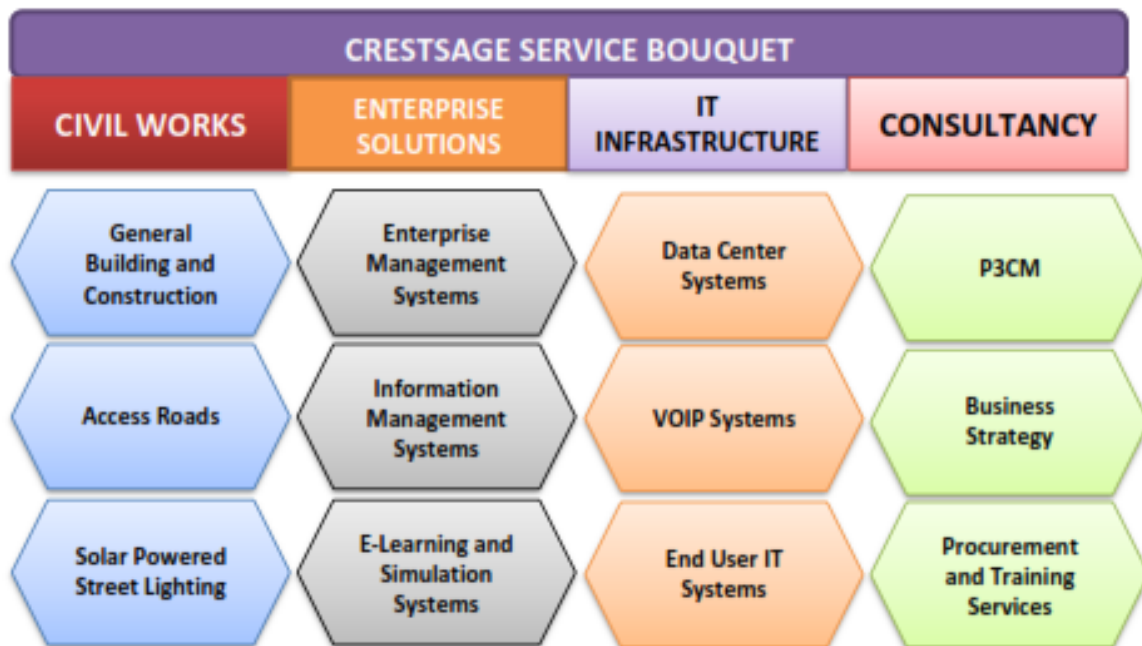 CRESTSAGE SERVICE BOUQUET
CIVIL WORKS
ENTERPRISE
SOLUTIONS
IT
INFRASTRUCTURE
CONSULTANCY
General
Building and
Construction
Enterprise
Management
Systems
Data Center
Systems
P3CM
Access Roads
Information
Management
Systems
VOIP Systems
Business
Strategy
Solar Powered
Street Lighting
E-Learning and
Simulation
Systems
End User IT
Systems
Procurement
and Training
Services